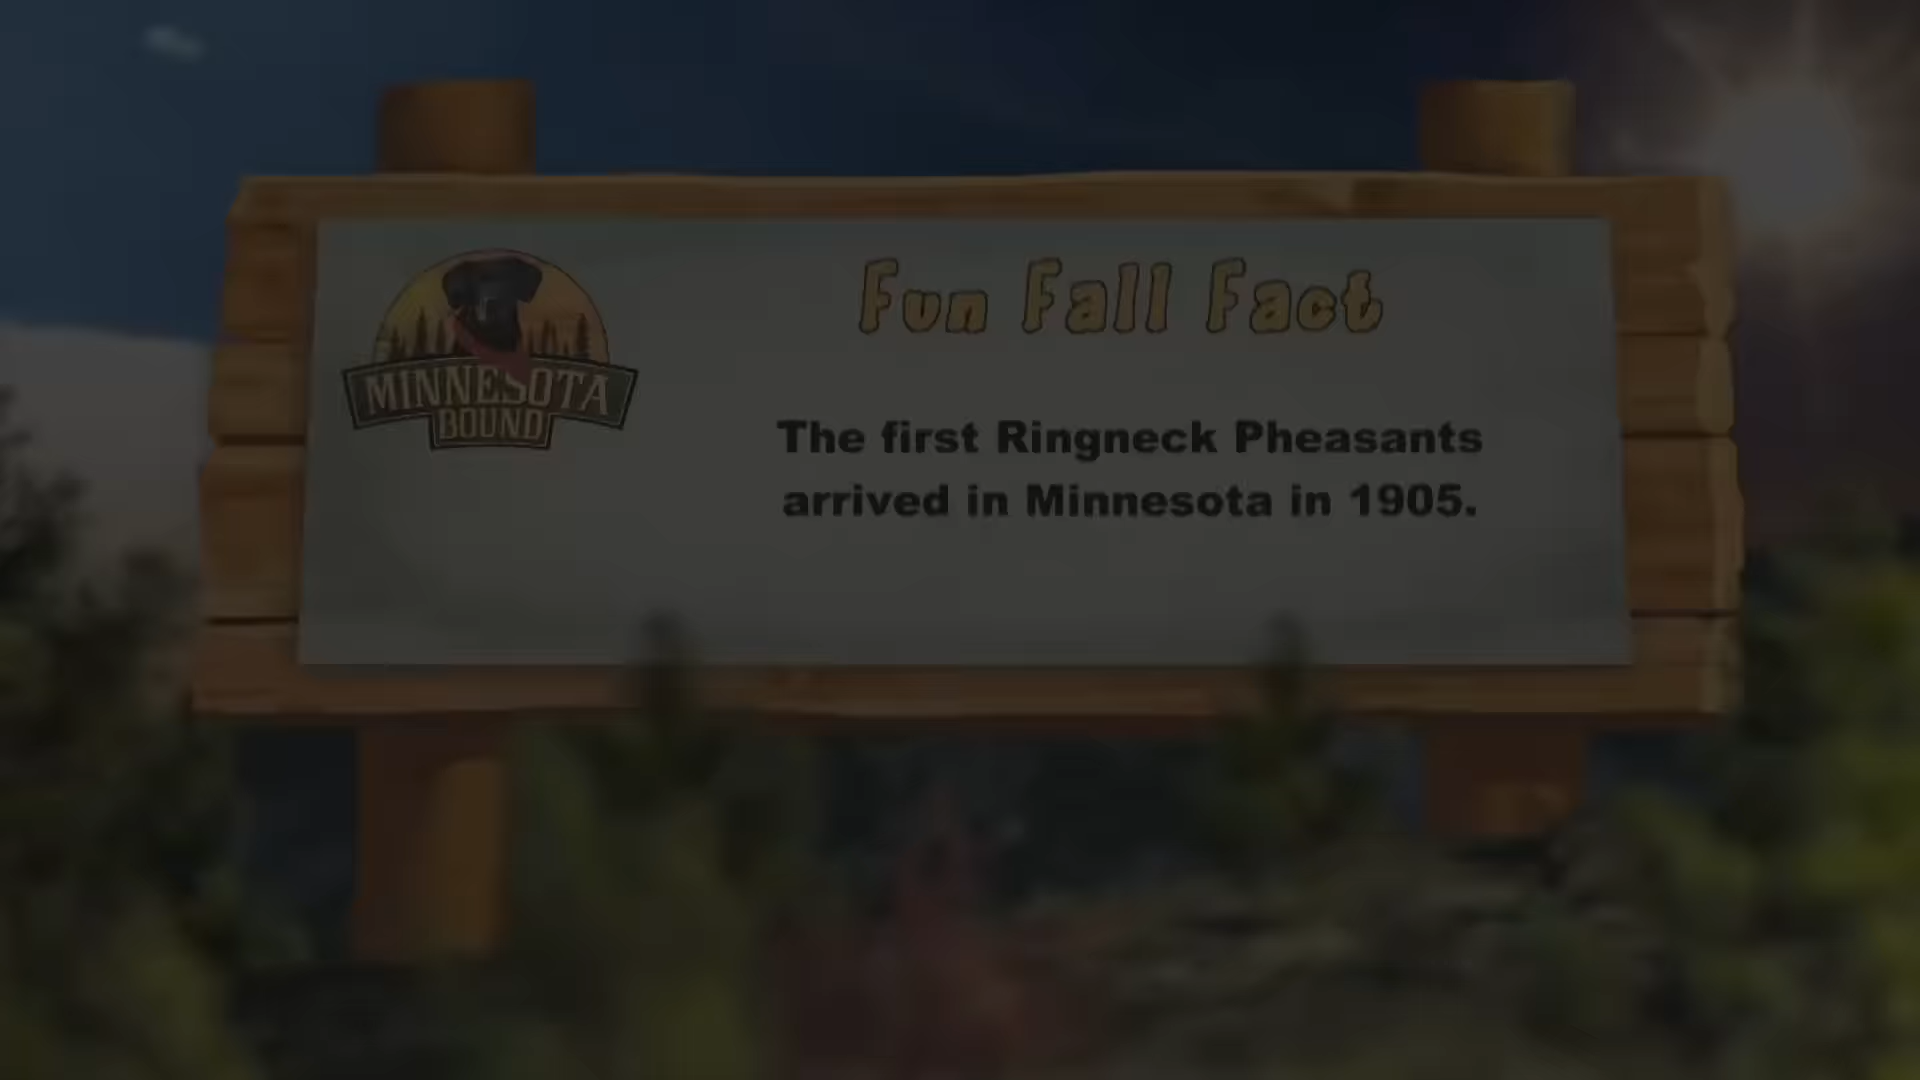 Fun Fall Fact
MINNESOTA
BOUND
The first Ringneck Pheasants
arrived in Minnesota in 1905.